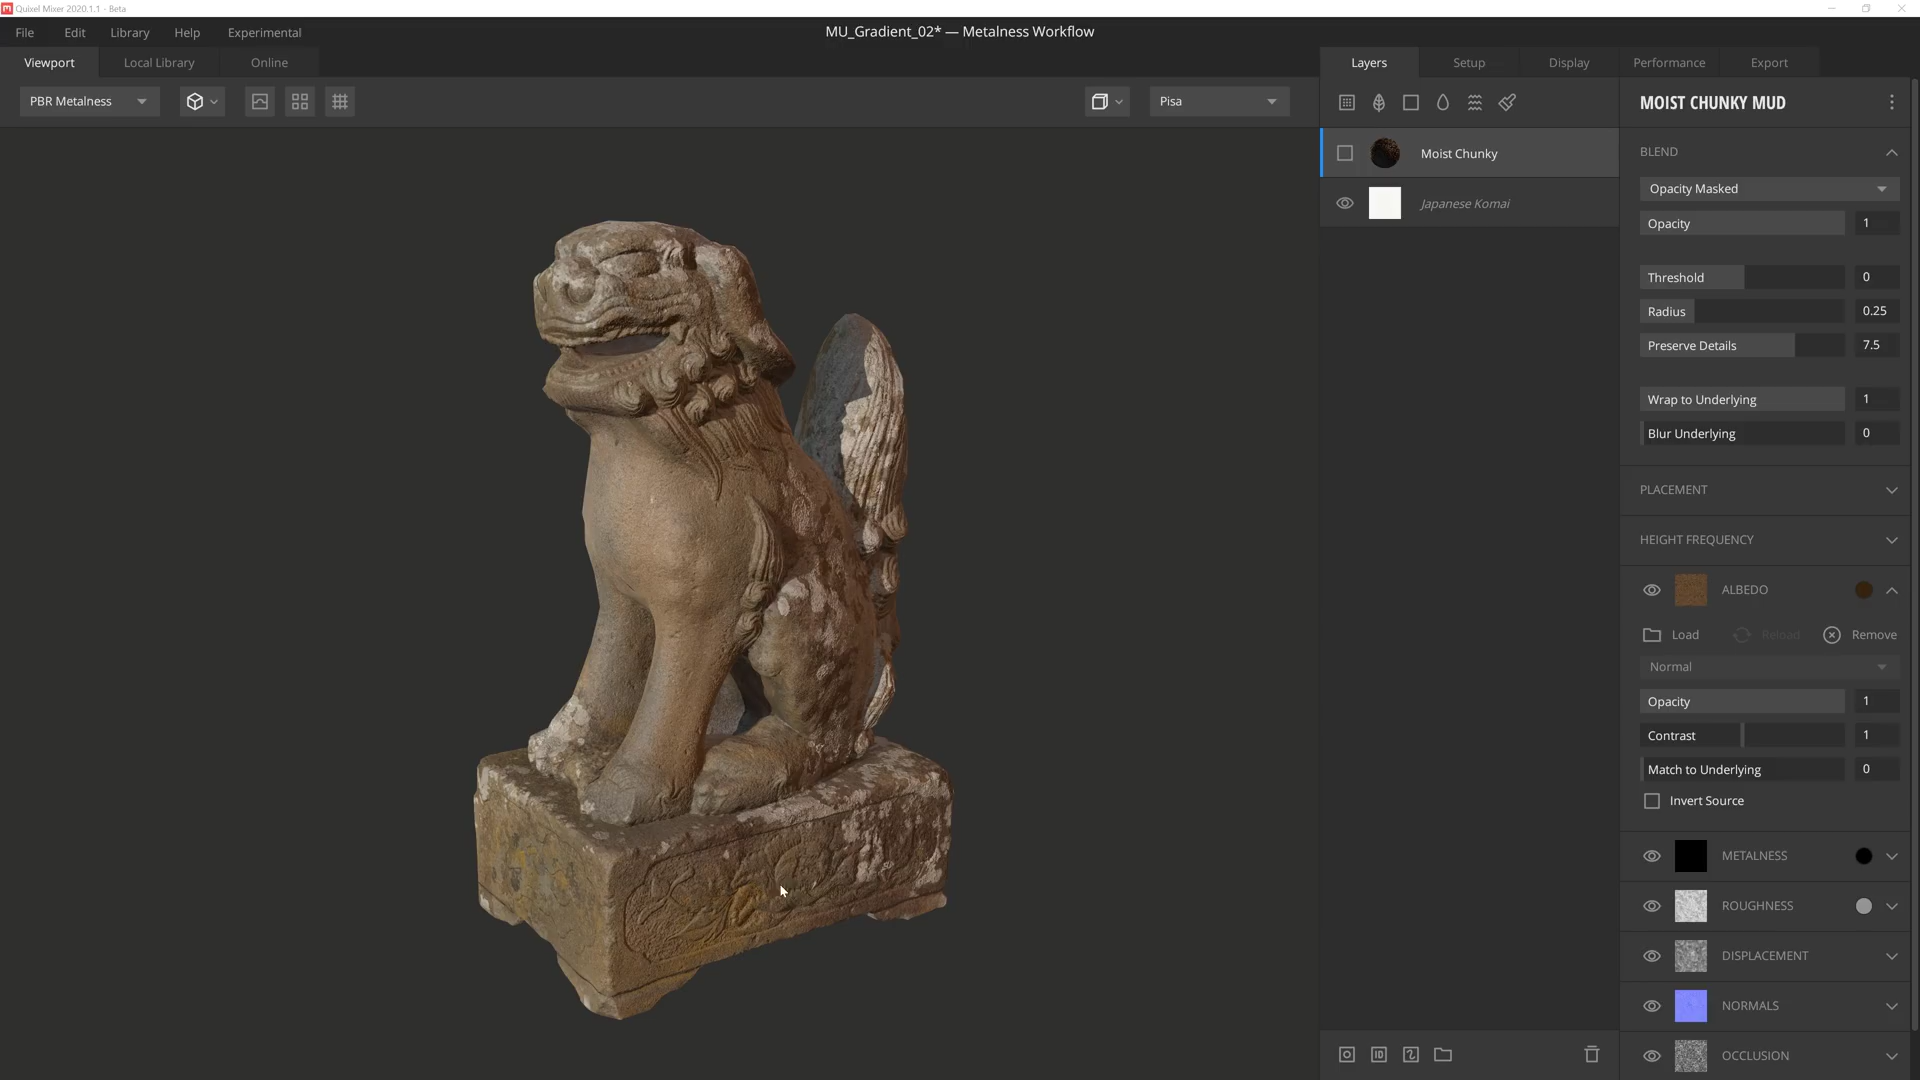 Quixel Mixer 2020.1.1 - Beta
File Edit Library Help Experimental
MU_Gradient_02* — Metalness Workflow
Viewport Local Library Online
Layers Setup Display Performance Export
PBR Metalness
Pisa
MOIST CHUNKY MUD
Moist Chunky
Japanese Komai
BLEND
Opacity Masked
Opacity 1
Threshold 0
Radius 0.25
Preserve Details 7.5
Wrap to Underlying 1
Blur Underlying 0
PLACEMENT
HEIGHT FREQUENCY
ALBEDO
Load Reload Remove
Normal
Opacity 1
Contrast 1
Match to Underlying 0
Invert Source
METALNESS
ROUGHNESS
DISPLACEMENT
NORMALS
ID
OCCLUSION